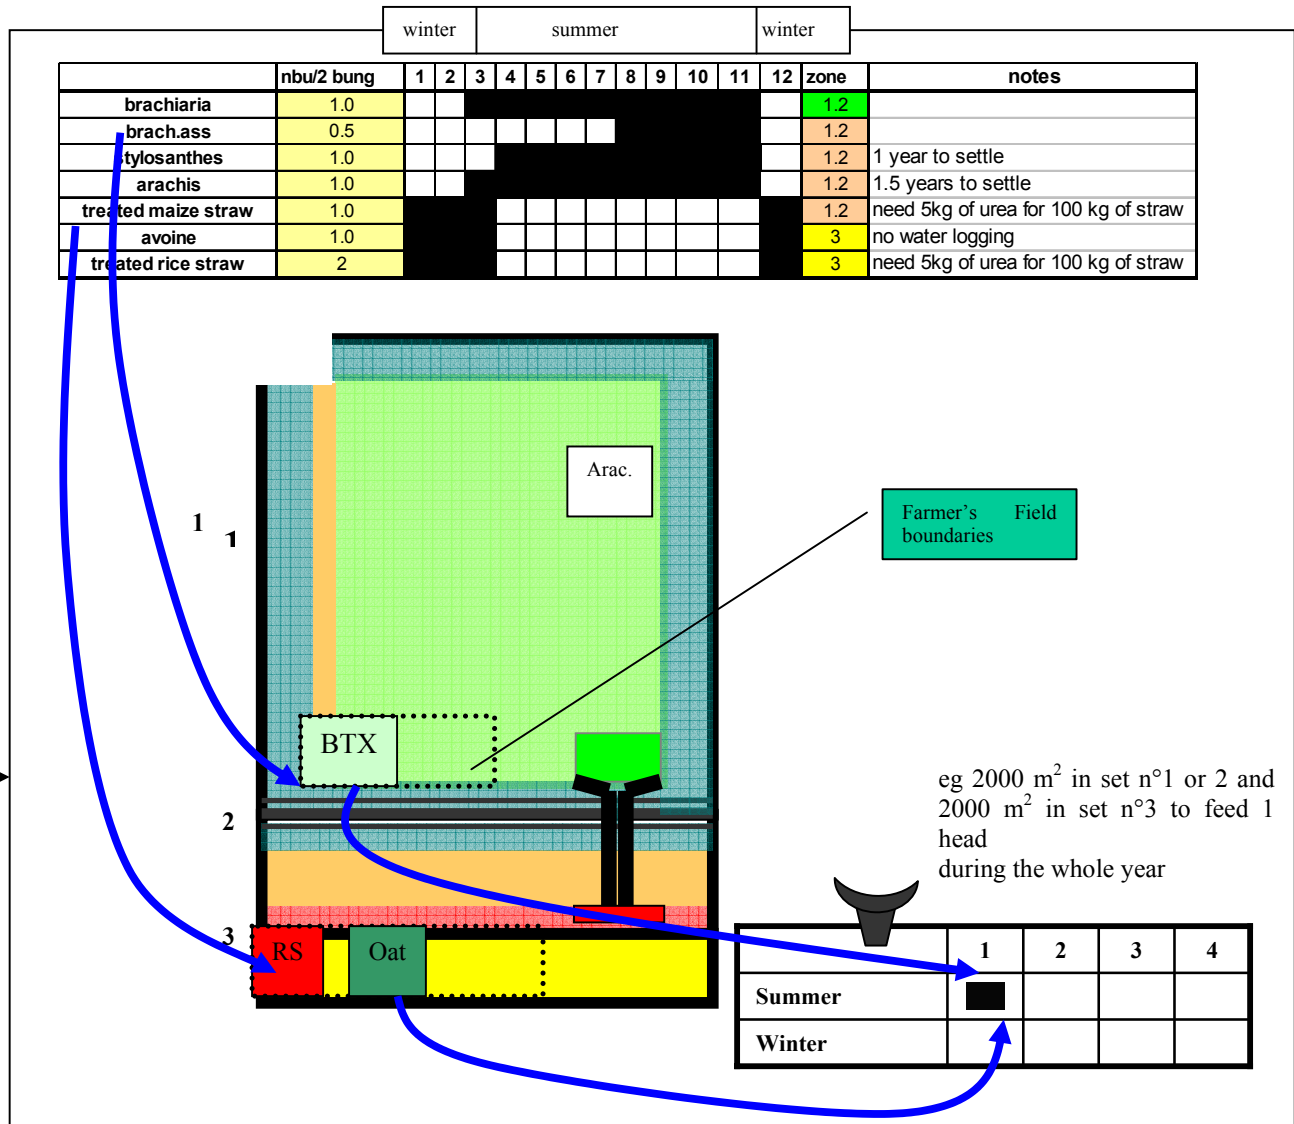 winter summer winter
nbu/2 bung 1 2 3 4 5 6 7 8 9 10 11 12 zone notes
brachiaria 1.0 1.2
brach.ass 0.5 1.2
stylosanthes 1.0 1.2 1 year to settle
arachis 1.0 1.2 1.5 years to settle
treated maize straw 1.0 1.2 need 5kg of urea for 100 kg of straw
avoine 1.0 3 no water logging
treated rice straw 2 3 need 5kg of urea for 100 kg of straw
Arac.
1
1
Farmer's Field
boundaries
BTX
2
eg 2000 m² in set n°1 or 2 and
2000 m² in set n°3 to feed 1
head
during the whole year
3
RS Oat
1 2 3 4
Summer
Winter